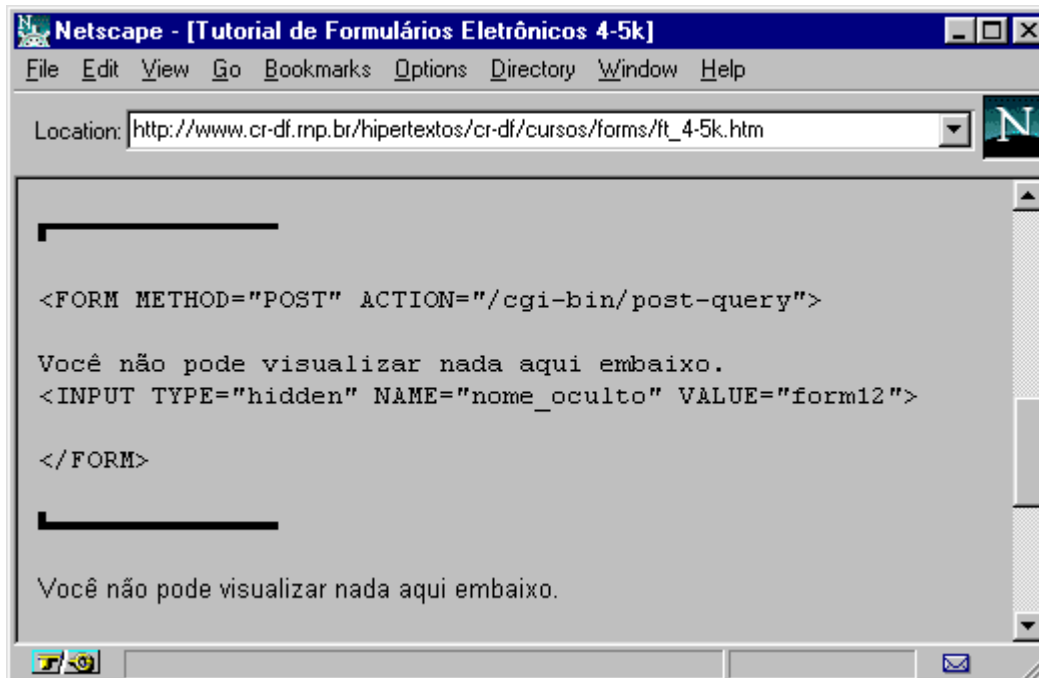 Netscape - [Tutorial de Formulários Eletrônicos 4-5k]
File Edit View Go Bookmarks Options Directory Window Help
Location: http://www.cr-df.rnp.br/hipertextos/cr-df/cursos/forms/ft_4-5k.htm
N
<FORM METHOD="POST" ACTION="/cgi-bin/post-query">
Você não pode visualizar nada aqui embaixo.
<INPUT TYPE="hidden" NAME="nome_oculto" VALUE="form12">
</FORM>
Você não pode visualizar nada aqui embaixo.